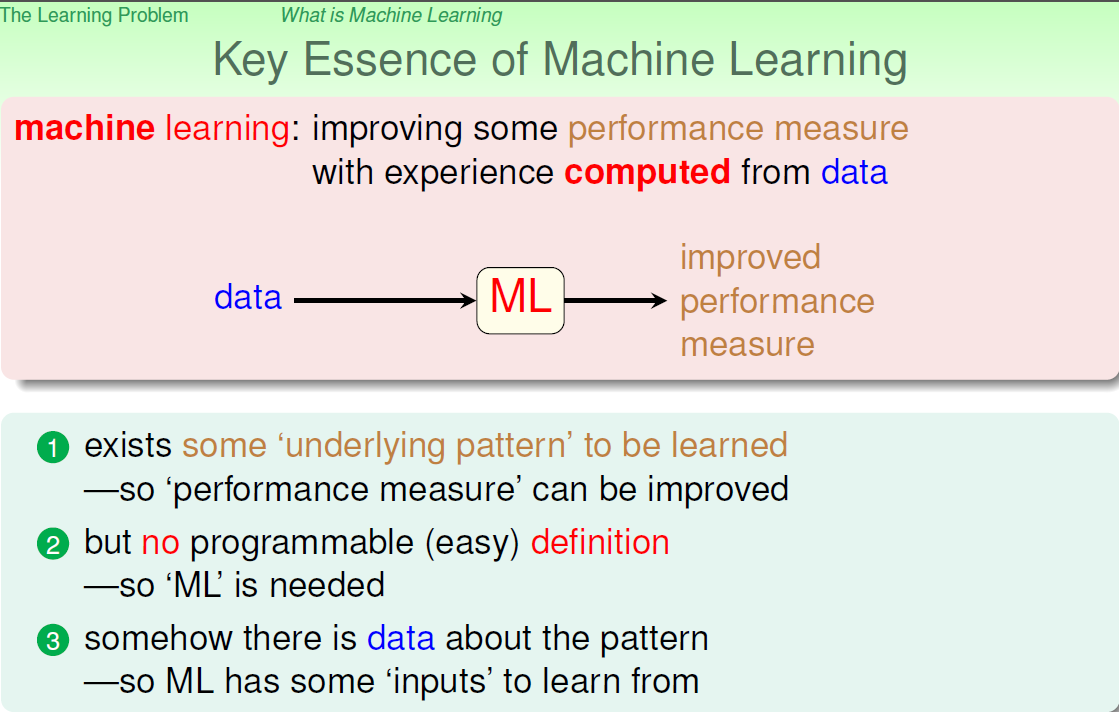 The Learning Problem What is Machine Learning
Key Essence of Machine Learning
machine learning: improving some performance measure
with experience computed from data
data ML improved
performance
measure
1 exists some ‘underlying pattern’ to be learned
—so ‘performance measure’ can be improved
2 but no programmable (easy) definition
—so ‘ML’ is needed
3 somehow there is data about the pattern
—so ML has some ‘inputs’ to learn from